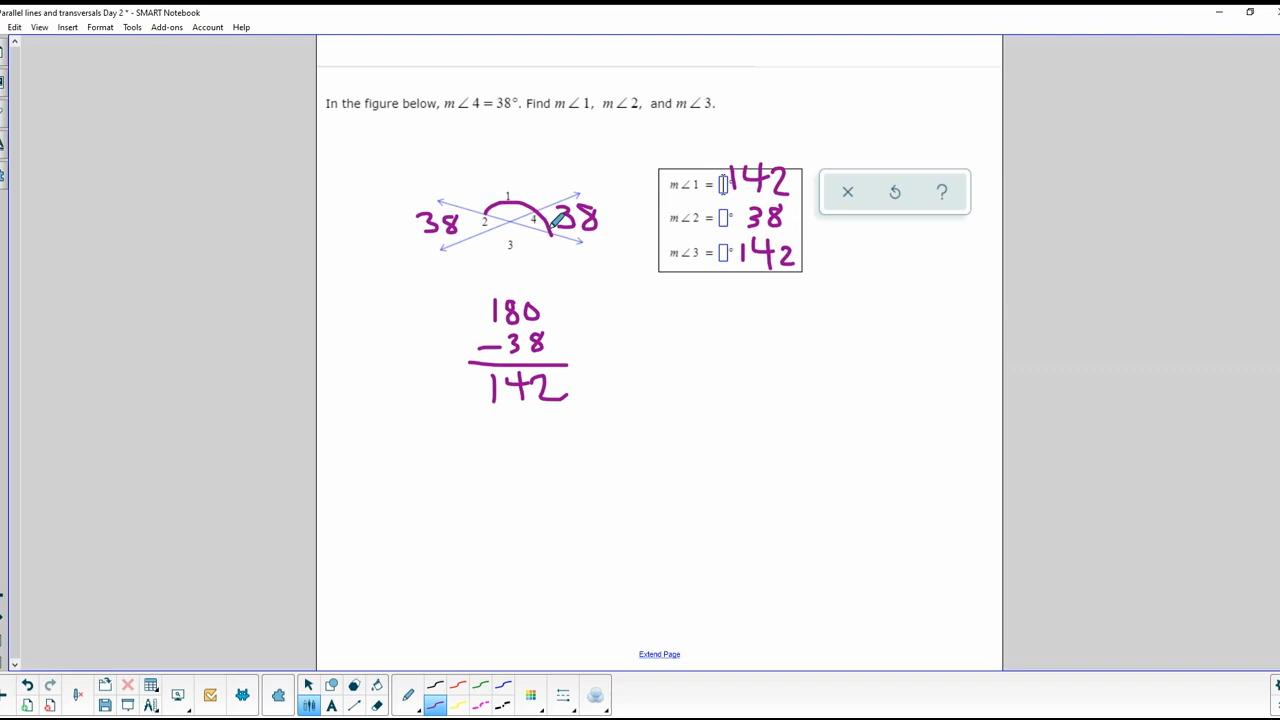 Parallel lines and transversals Day 2 * - SMART Notebook
Edit View Insert Format Tools Add-ons Account Help
In the figure below, m∠4 = 38°. Find m∠1, m∠2, and m∠3.
1
38 2 4 38
3
m∠1 = ° 142
m∠2 = ° 38
m∠3 = ° 142
180
-38
142
Extend Page